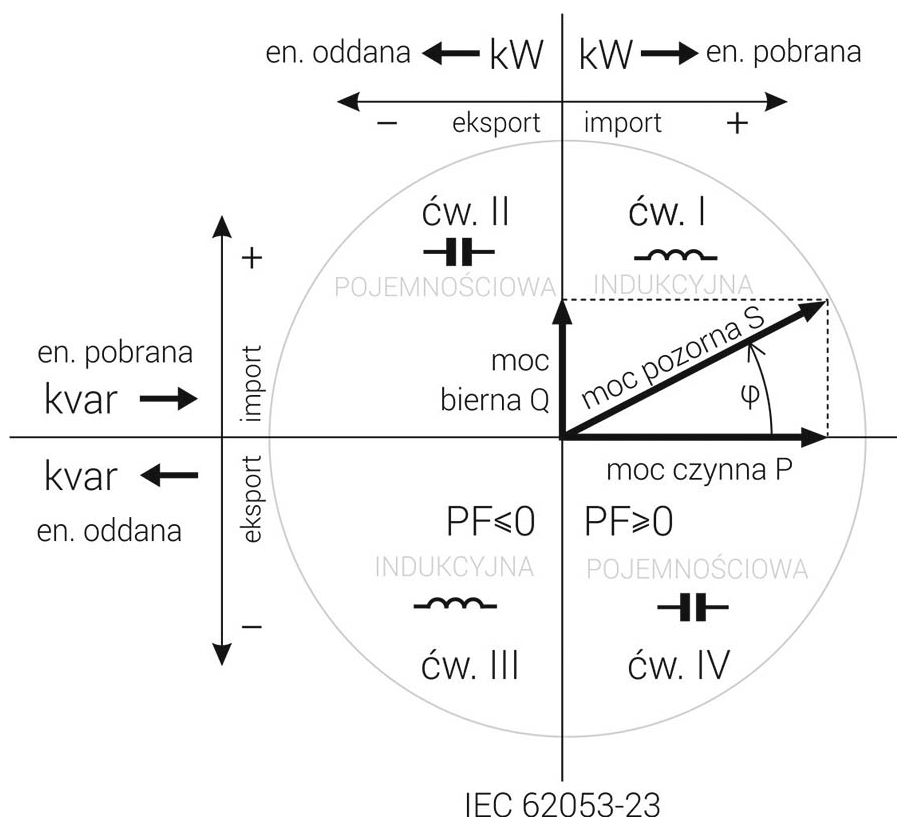 en. oddana
kW
kW
en. pobrana
−
eksport
import
+
ćw. II
ćw. I
POJEMNOŚCIOWA
INDUKCYJNA
+
import
en. pobrana
kvar
moc
bierna Q
moc pozorna S
φ
moc czynna P
kvar
en. oddana
eksport
−
PF⩽0
PF⩾0
INDUKCYJNA
POJEMNOŚCIOWA
ćw. III
ćw. IV
IEC 62053-23